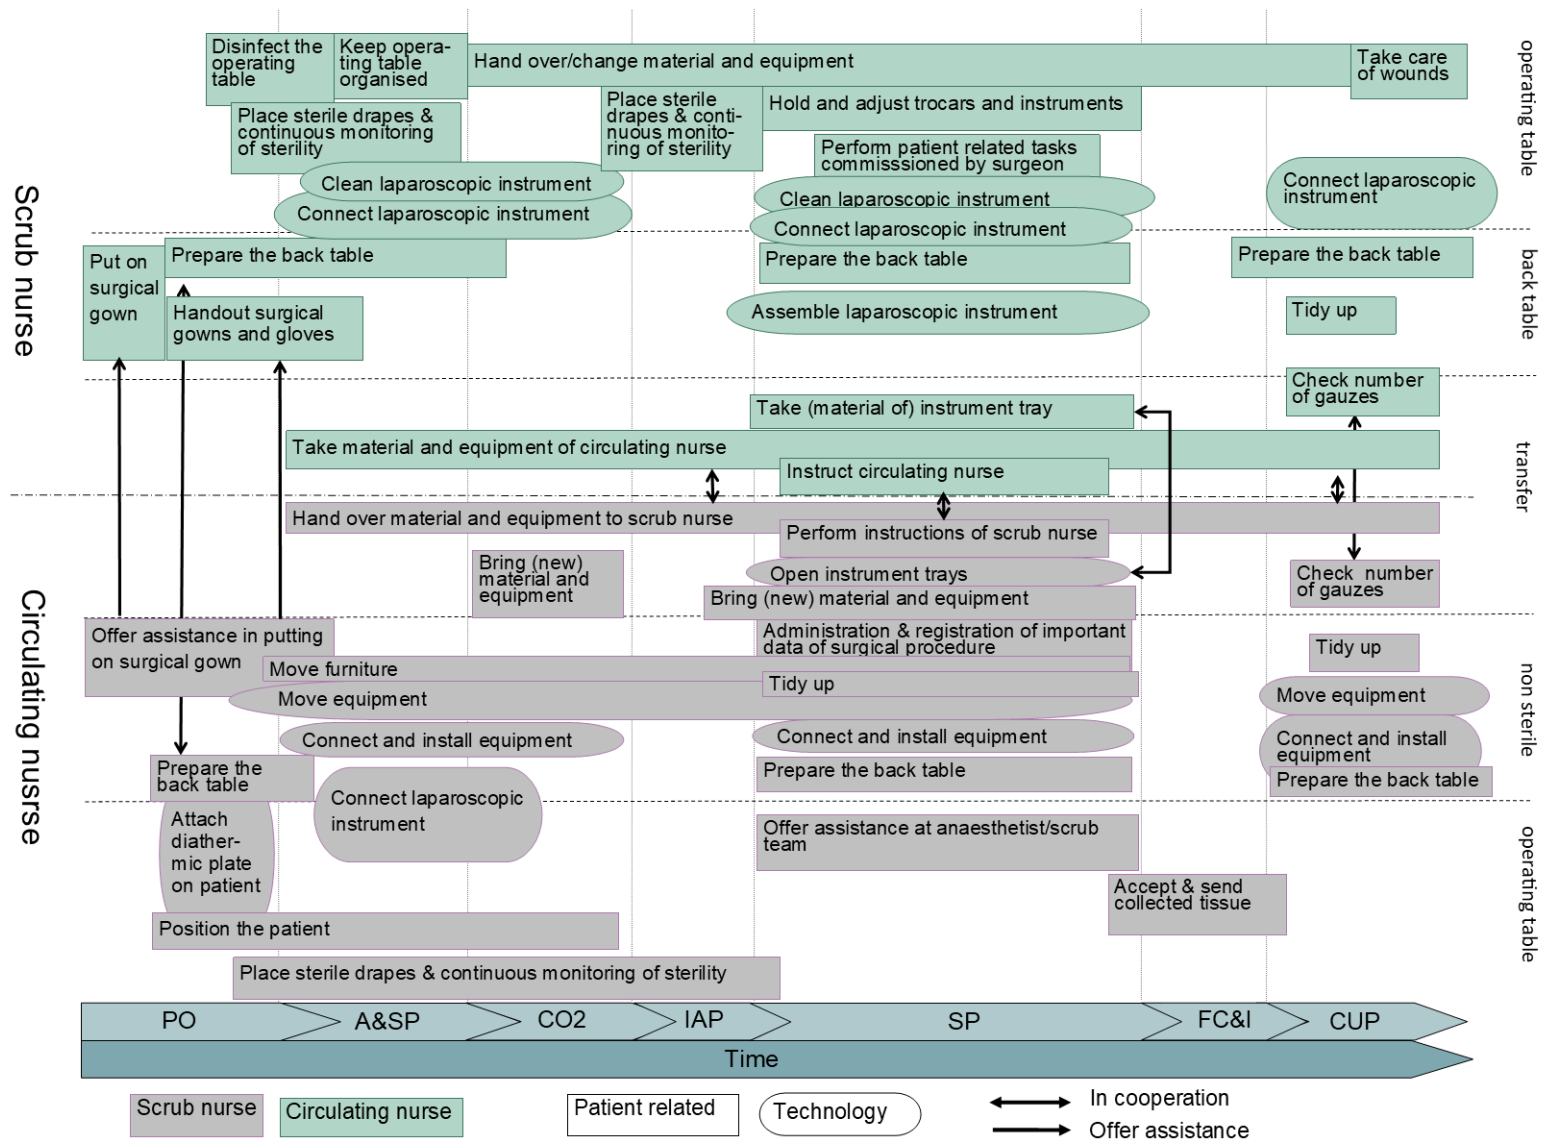 Scrub nurse
Circulating nusrse
operating table
back table
transfer
non sterile
operating table
Disinfect the
operating
table
Keep opera-
ting table
organised
Hand over/change material and equipment
Take care
of wounds
Place sterile drapes &
continuous monitoring
of sterility
Place sterile
drapes & conti-
nuous monito-
ring of sterility
Hold and adjust trocars and instruments
Perform patient related tasks
commisssioned by surgeon
Clean laparoscopic instrument
Connect laparoscopic instrument
Clean laparoscopic instrument
Connect laparoscopic instrument
Connect laparoscopic
instrument
Put on
surgical
gown
Prepare the back table
Handout surgical
gowns and gloves
Prepare the back table
Assemble laparoscopic instrument
Prepare the back table
Tidy up
Take (material of) instrument tray
Check number
of gauzes
Take material and equipment of circulating nurse
Instruct circulating nurse
Hand over material and equipment to scrub nurse
Perform instructions of scrub nurse
Bring (new)
material and
equipment
Open instrument trays
Check number
of gauzes
Bring (new) material and equipment
Offer assistance in putting
on surgical gown
Administration & registration of important
data of surgical procedure
Tidy up
Move furniture
Tidy up
Move equipment
Move equipment
Connect and install equipment
Connect and install equipment
Connect and install
equipment
Prepare the
back table
Prepare the back table
Prepare the back table
Connect laparoscopic
instrument
Attach
diather-
mic plate
on patient
Offer assistance at anaesthetist/scrub
team
Accept & send
collected tissue
Position the patient
Place sterile drapes & continuous monitoring of sterility
PO
A&SP
CO2
IAP
SP
FC&I
CUP
Time
Scrub nurse
Circulating nurse
Patient related
Technology
In cooperation
Offer assistance